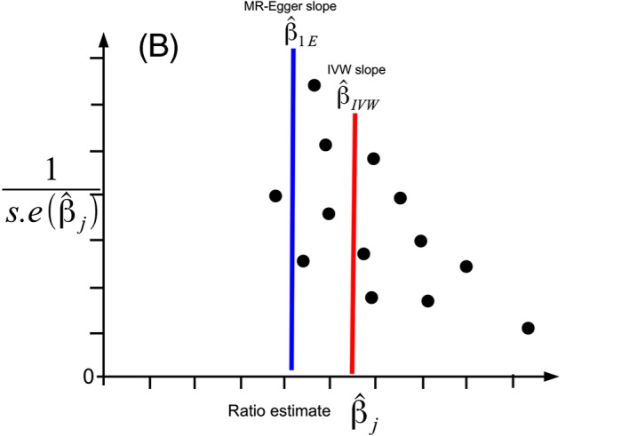 MR-Egger slope
β̂1E
(B)
IVW slope
β̂IVW
1
s.e(β̂j)
0
Ratio estimate β̂j